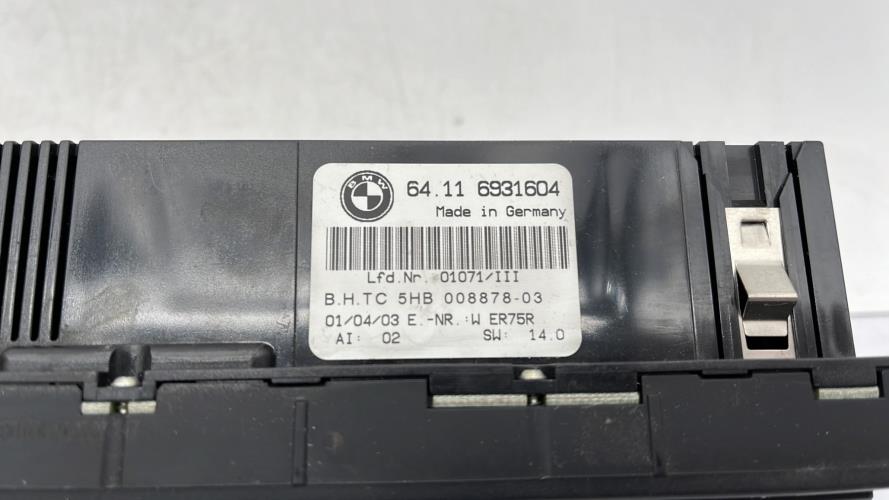 BMW
64.11 6931604
Made in Germany
Lfd.Nr. 01071/III
B.H.TC 5HB 008878-03
01/04/03 E.-NR.:W ER75R
AI: 02 SW: 14.0